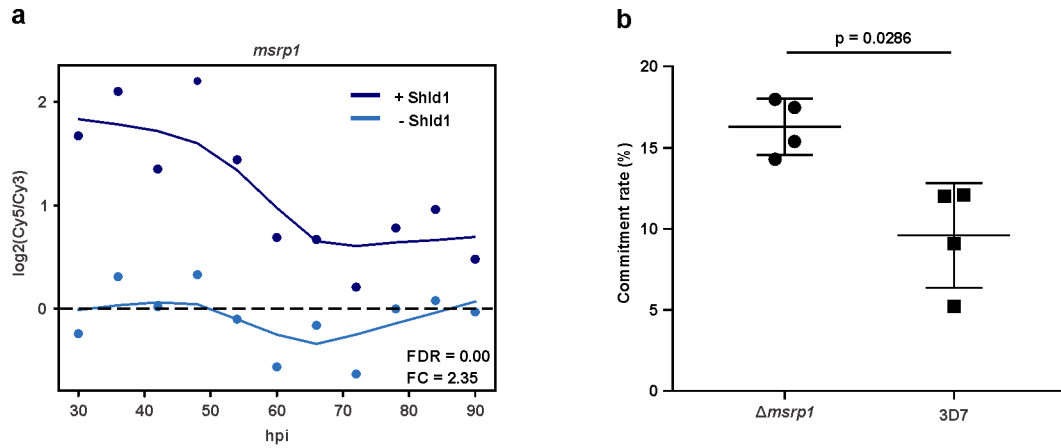 a
msrp1
log2(Cy5/Cy3)
2
1
0
+ Shld1
- Shld1
FDR = 0.00
FC = 2.35
30 40 50 60 70 80 90
hpi
b
p = 0.0286
Commitment rate (%)
20
15
10
5
0
Δmsrp1 3D7